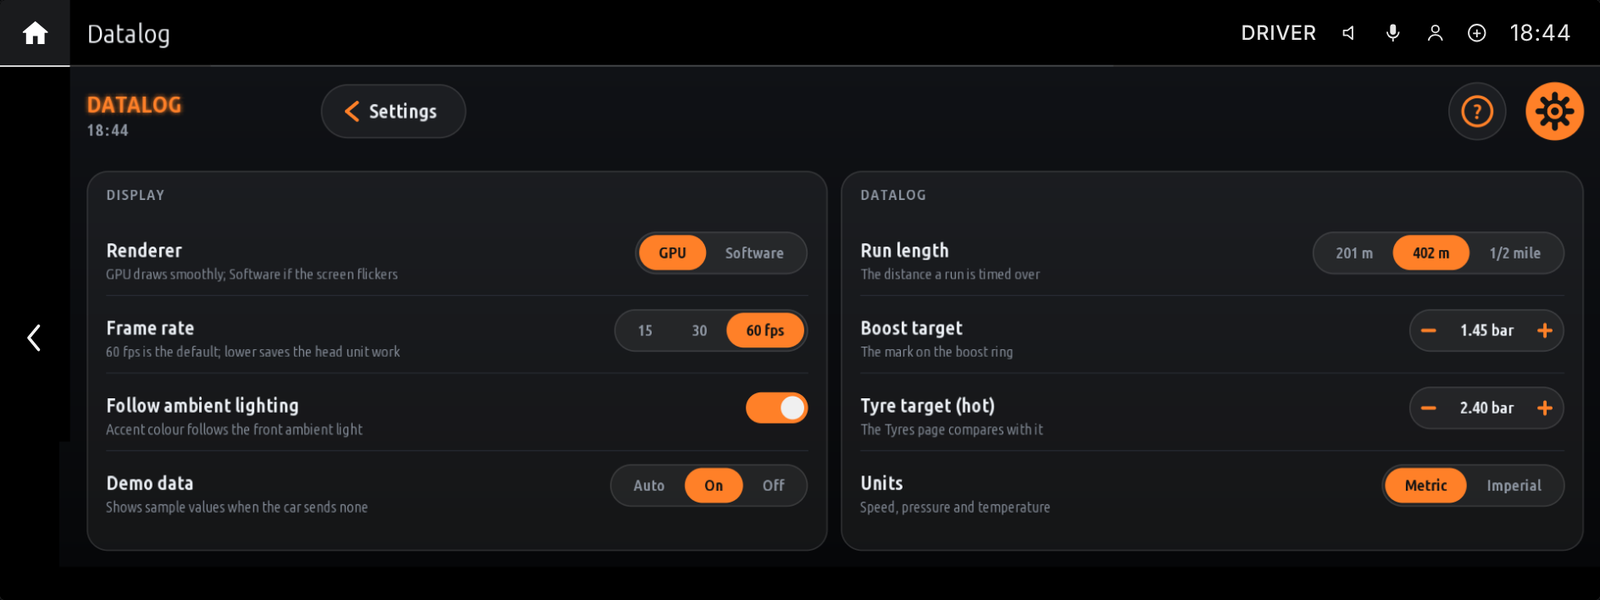 Datalog
DRIVER
18:44
DATALOG
18:44
Settings
?
DISPLAY
Renderer
GPU draws smoothly; Software if the screen flickers
GPU
Software
Frame rate
60 fps is the default; lower saves the head unit work
15
30
60 fps
Follow ambient lighting
Accent colour follows the front ambient light
Demo data
Shows sample values when the car sends none
Auto
On
Off
DATALOG
Run length
The distance a run is timed over
201 m
402 m
1/2 mile
Boost target
The mark on the boost ring
− 1.45 bar +
Tyre target (hot)
The Tyres page compares with it
− 2.40 bar +
Units
Speed, pressure and temperature
Metric
Imperial